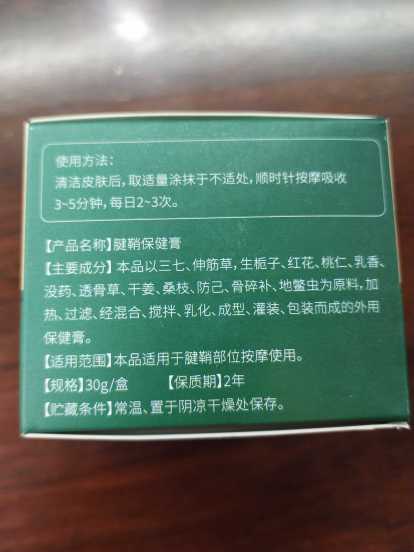 使用方法:
清洁皮肤后,取适量涂抹于不适处,顺时针按摩吸收
3~5分钟,每日2~3次。
【产品名称】腱鞘保健膏
【主要成分】本品以三七、伸筋草,生栀子、红花、桃仁、乳香、
没药、透骨草、干姜、桑枝、防己、骨碎补、地鳖虫为原料,加
热、过滤、经混合、搅拌、乳化、成型、灌装、包装而成的外用
保健膏。
【适用范围】本品适用于腱鞘部位按摩使用。
【规格】30g/盒 【保质期】2年
【贮藏条件】常温、置于阴凉干燥处保存。